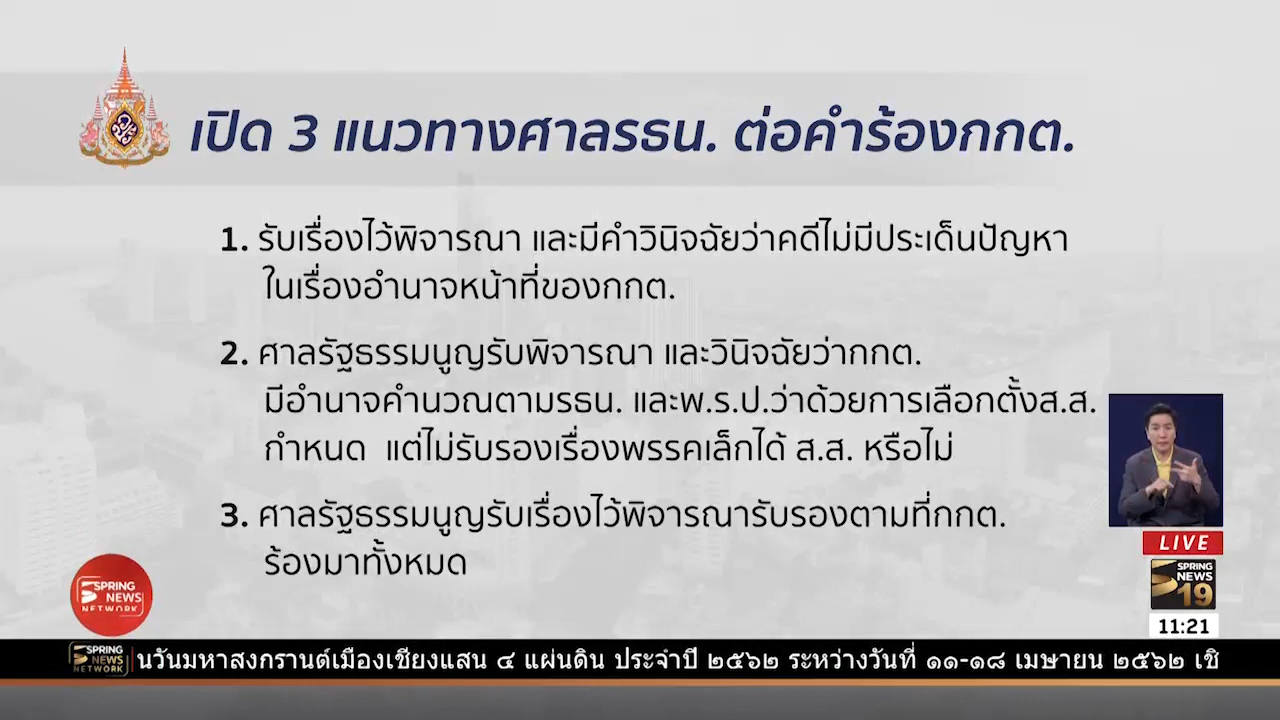 เปิด 3 แนวทางศาลรธน. ต่อคำร้องกกต.
1. รับเรื่องไว้พิจารณา และมีคำวินิจฉัยว่าคดีไม่มีประเด็นปัญหา
ในเรื่องอำนาจหน้าที่ของกกต.
2. ศาลรัฐธรรมนูญรับพิจารณา และวินิจฉัยว่ากกต.
มีอำนาจคำนวณตามรธน. และพ.ร.ป.ว่าด้วยการเลือกตั้งส.ส.
กำหนด แต่ไม่รับรองเรื่องพรรคเล็กได้ ส.ส. หรือไม่
3. ศาลรัฐธรรมนูญรับเรื่องไว้พิจารณารับรองตามที่กกต.
ร้องมาทั้งหมด
LIVE
SPRING
NEWS
19
11:21
SPRING
NEWS
NETWORK
SPRING
NEWS
NETWORK
นวันมหาสงกรานต์เมืองเชียงแสน ๔ แผ่นดิน ประจำปี ๒๕๖๒ ระหว่างวันที่ ๑๑-๑๘ เมษายน ๒๕๖๒ เชิ